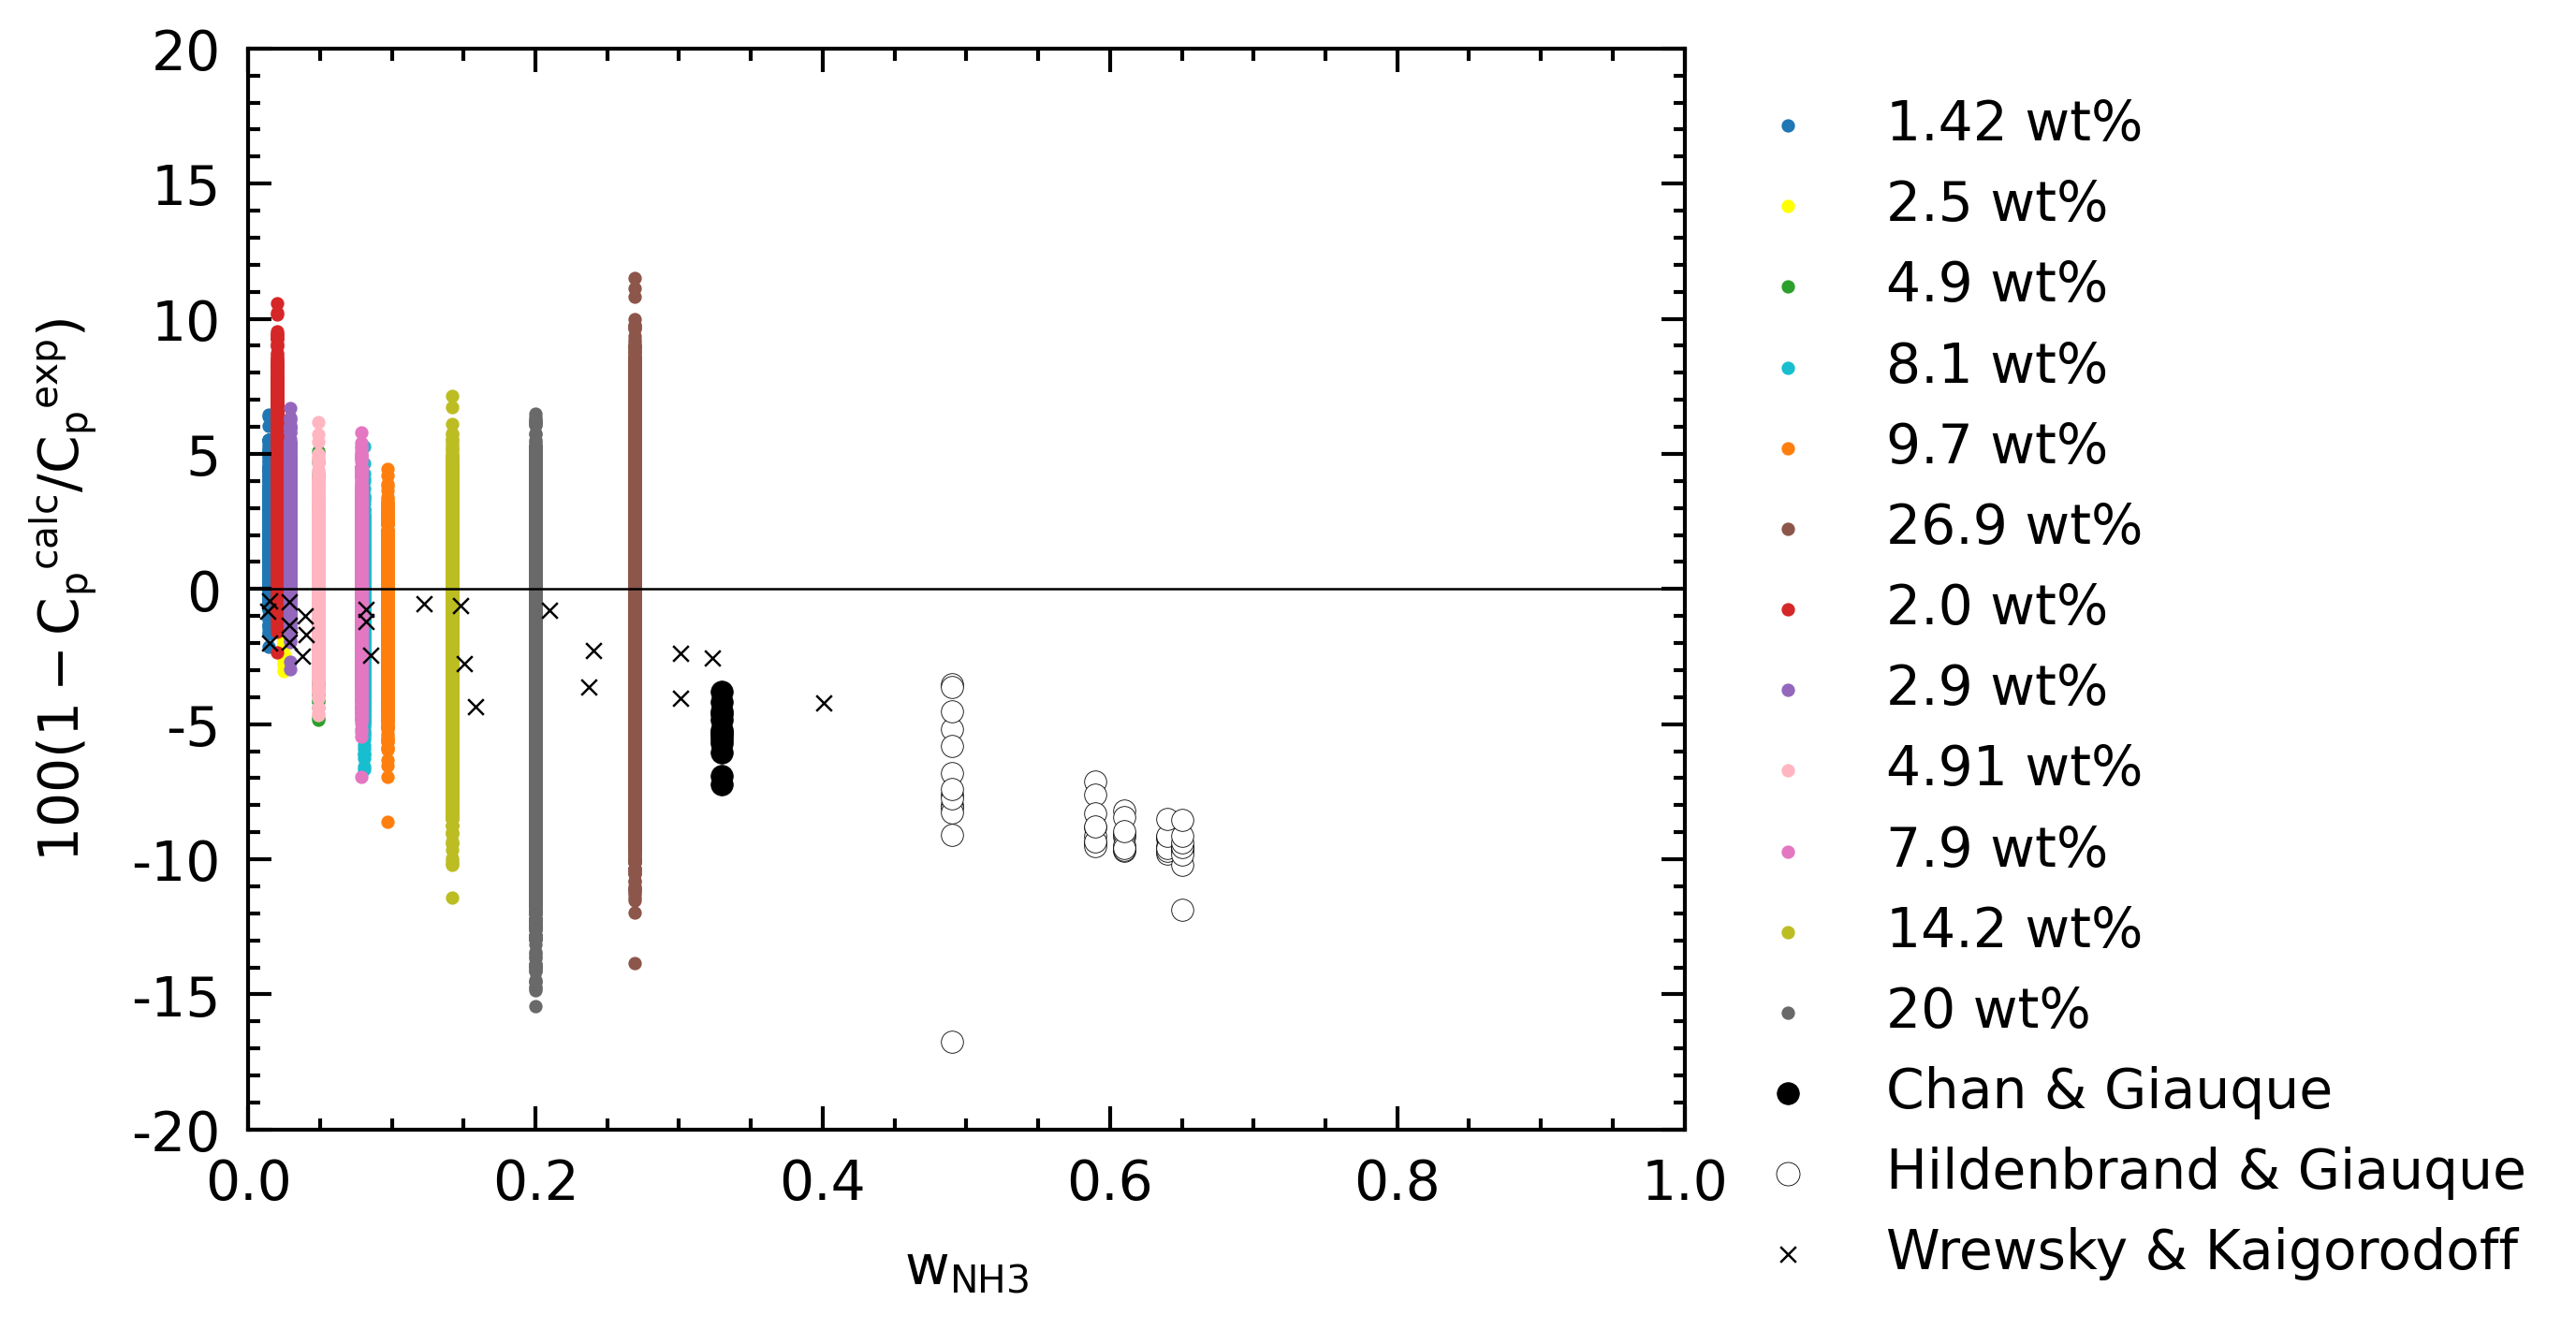 20
15
10
5
0
-5
-10
-15
-20
0.0 0.2 0.4 0.6 0.8 1.0
100(1 − Cp calc/Cp exp)
wNH3
1.42 wt%
2.5 wt%
4.9 wt%
8.1 wt%
9.7 wt%
26.9 wt%
2.0 wt%
2.9 wt%
4.91 wt%
7.9 wt%
14.2 wt%
20 wt%
Chan & Giauque
Hildenbrand & Giauque
Wrewsky & Kaigorodoff